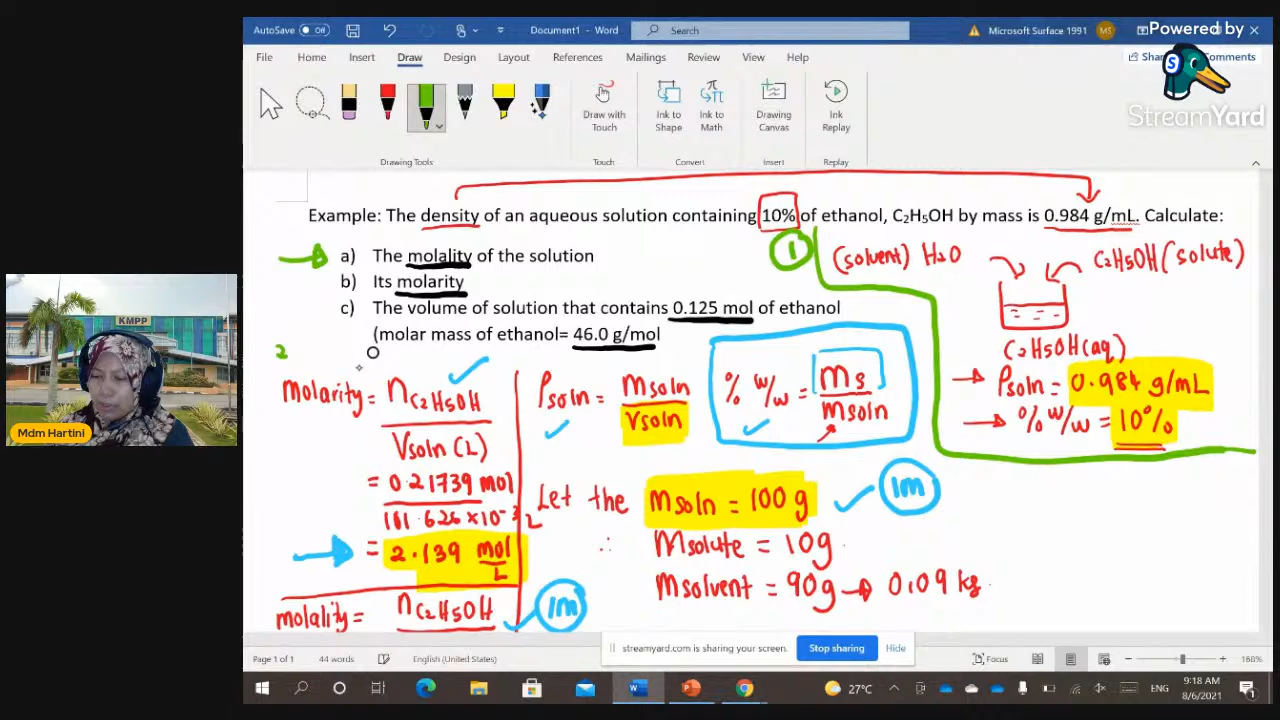 AutoSave Off Document1 - Word Search Microsoft Surface 1991 MS
Powered by
StreamYard
File Home Insert Draw Design Layout References Mailings Review View Help Comments
Draw with Touch
Ink to Shape
Ink to Math
Drawing Canvas
Ink Replay
Drawing Tools Touch Convert Insert Replay
Example: The density of an aqueous solution containing 10% of ethanol, C2H5OH by mass is 0.984 g/mL. Calculate:
a) The molality of the solution
b) Its molarity
c) The volume of solution that contains 0.125 mol of ethanol
(molar mass of ethanol= 46.0 g/mol
1
(solvent) H2O C2H5OH (solute)
C2H5OH (aq)
ρsoln = 0.984 g/mL
% w/w = 10%
2
molarity = nC2H5OH
Vsoln (L)
= 0.21739 mol
= 2.139 mol/L
molality = nC2H5OH
1m
ρsoln = msoln
Vsoln
% w/w = ms
msoln
Let the msoln = 100 g
1m
∴ msolute = 10g
msolvent = 90g → 0.09 kg
KMPP
Mdm Hartini
streamyard.com is sharing your screen. Stop sharing Hide
Page 1 of 1 44 words English (United States) Focus 168%
27°C ENG 9:18 AM
8/6/2021